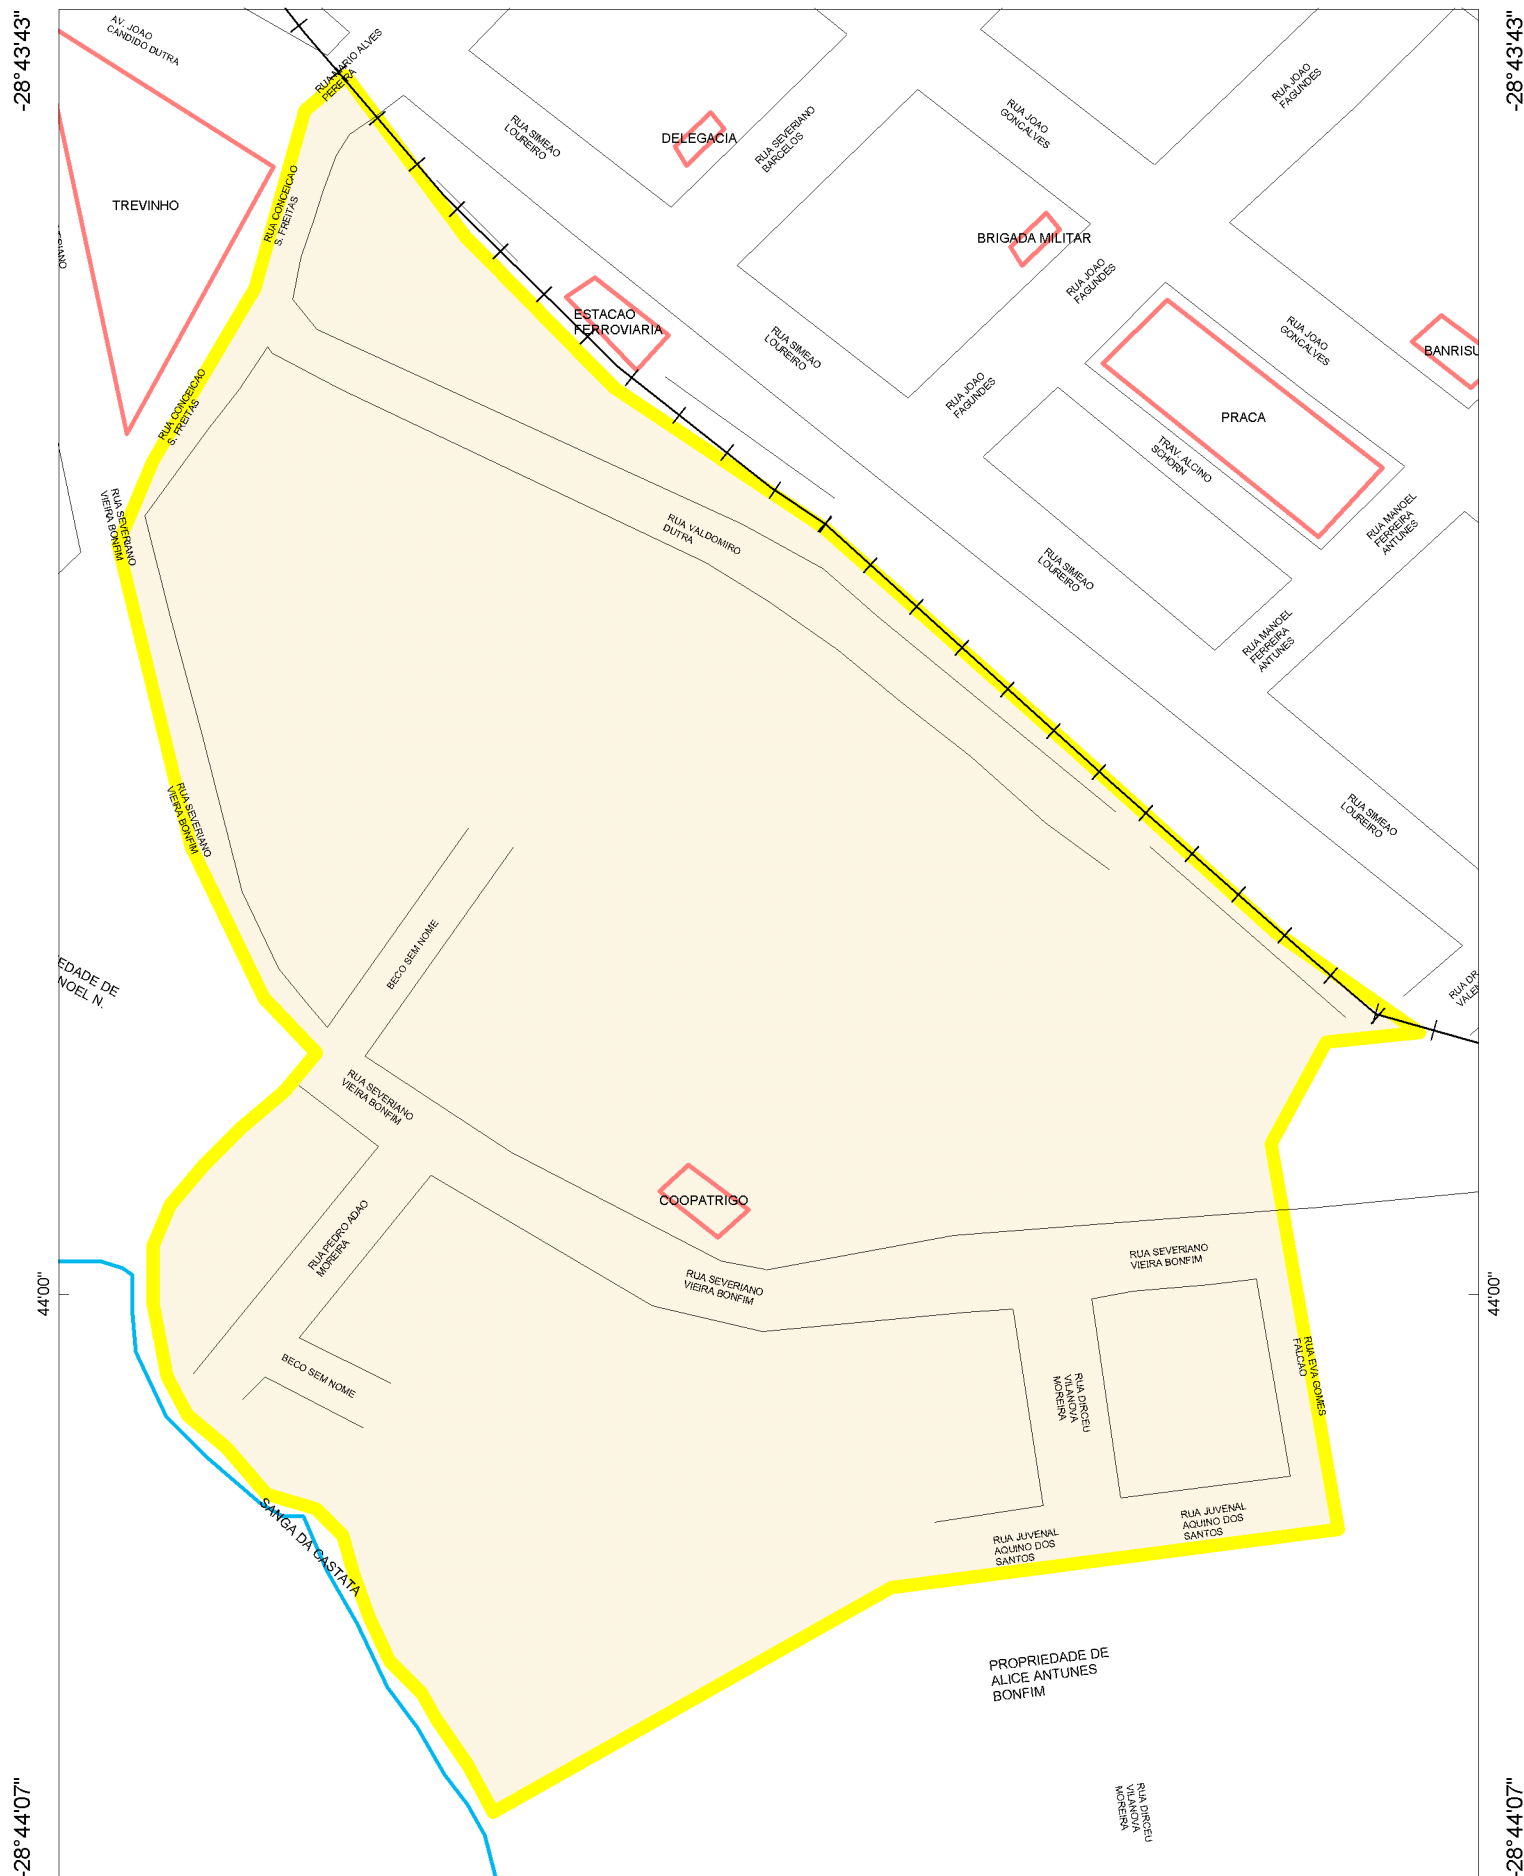 -28°43'43"
-28°43'43"
AV. JOAO
CANDIDO DUTRA
RUA MARIO ALVES
PEREIRA
RUA SIMEAO
LOUREIRO
DELEGACIA
RUA SEVERIANO
BARCELOS
RUA JOAO
GONCALVES
RUA JOAO
FAGUNDES
TREVINHO
RUA CONCEICAO
S. FREITAS
BRIGADA MILITAR
RUA JOAO
FAGUNDES
ESTACAO
FERROVIARIA
RUA SIMEAO
LOUREIRO
RUA JOAO
GONCALVES
BANRISU
RUA CONCEICAO
S. FREITAS
RUA JOAO
FAGUNDES
PRACA
TRAV. ALCINO
SCHORN
RUA SEVERIANO
VIEIRA BONFIM
RUA VALDOMIRO
DUTRA
RUA MANOEL
FERREIRA
ANTUNES
RUA SIMEAO
LOUREIRO
RUA MANOEL
FERREIRA
ANTUNES
RUA SEVERIANO
VIEIRA BONFIM
RUA SIMEAO
LOUREIRO
BECO SEM NOME
EDADE DE
NOEL N.
RUA DR.
VALEN
RUA SEVERIANO
VIEIRA BONFIM
COOPATRIGO
RUA PEDRO ADAO
MOREIRA
RUA SEVERIANO
VIEIRA BONFIM
RUA SEVERIANO
VIEIRA BONFIM
44'00"
44'00"
BECO SEM NOME
RUA DIRCEU
VILANOVA
MOREIRA
RUA EVA GOMES
FALCAO
SANGA DA CASTATA
RUA JUVENAL
AQUINO DOS
SANTOS
RUA JUVENAL
AQUINO DOS
SANTOS
PROPRIEDADE DE
ALICE ANTUNES
BONFIM
RUA DIRCEU
VILANOVA
MOREIRA
-28°44'07"
-28°44'07"